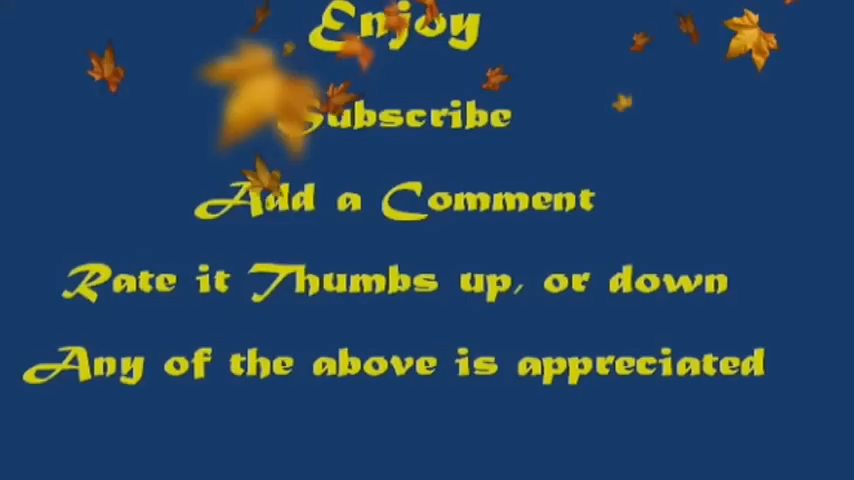 Enjoy
Subscribe
Add a Comment
Rate it Thumbs up, or down
Any of the above is appreciated